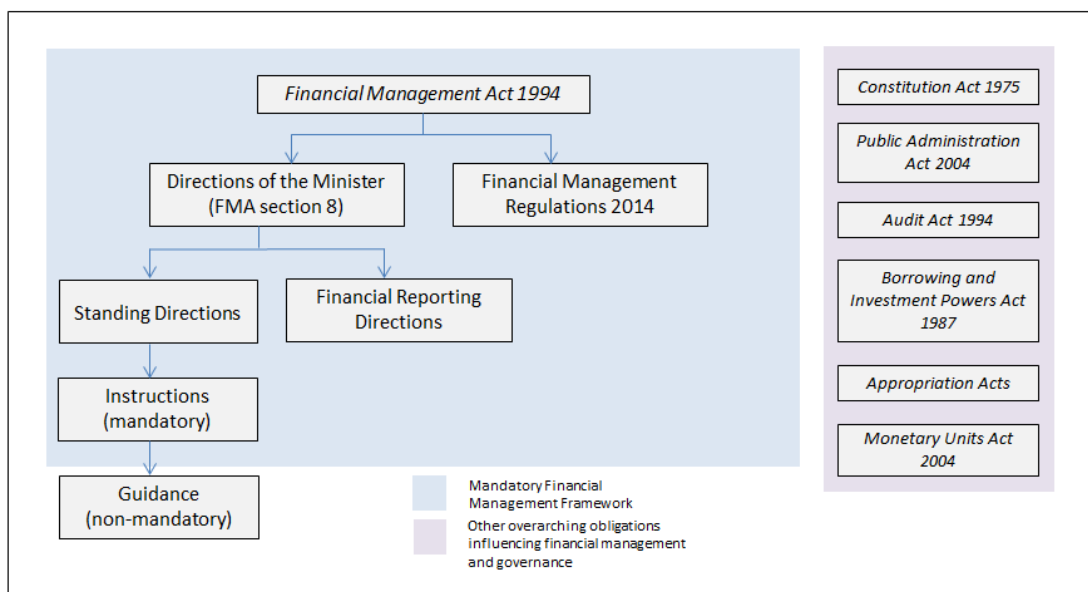 Financial Management Act 1994
Directions of the Minister
(FMA section 8)
Financial Management
Regulations 2014
Standing Directions
Financial Reporting
Directions
Instructions
(mandatory)
Guidance
(non-mandatory)
Mandatory Financial
Management Framework
Other overarching obligations
influencing financial management
and governance
Constitution Act 1975
Public Administration
Act 2004
Audit Act 1994
Borrowing and
Investment Powers Act
1987
Appropriation Acts
Monetary Units Act
2004